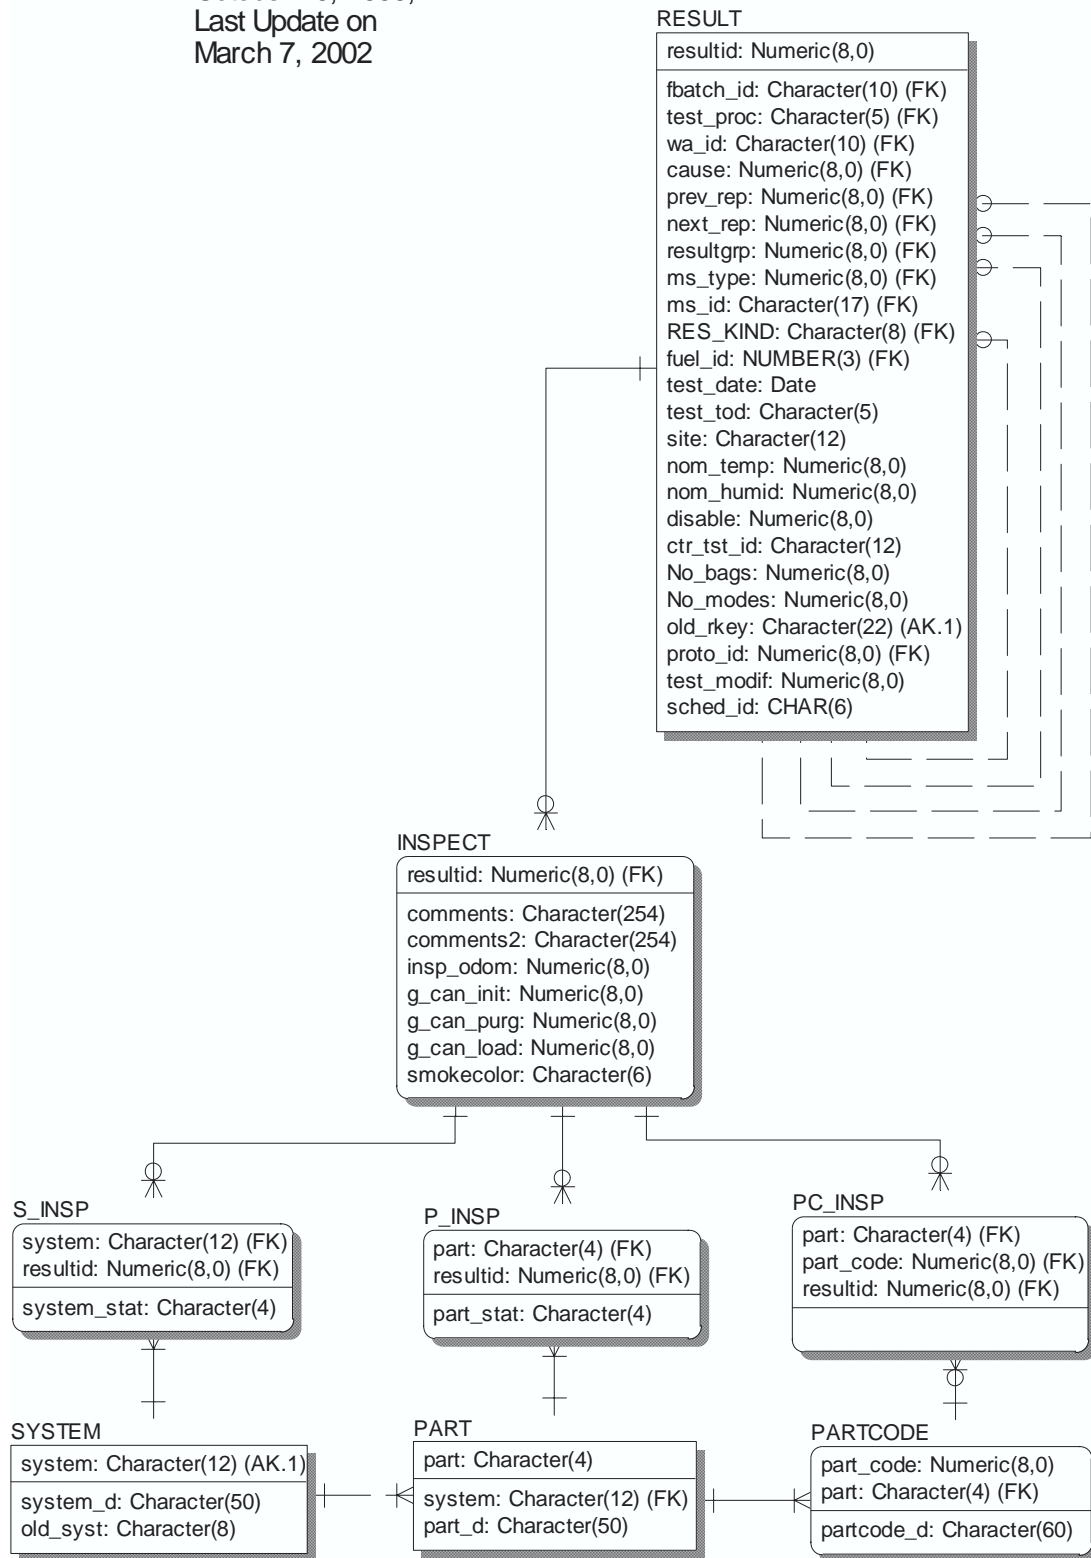 Last Update on
March 7, 2002
RESULT
resultid: Numeric(8,0)
fbatch_id: Character(10) (FK)
test_proc: Character(5) (FK)
wa_id: Character(10) (FK)
cause: Numeric(8,0) (FK)
prev_rep: Numeric(8,0) (FK)
next_rep: Numeric(8,0) (FK)
resultgrp: Numeric(8,0) (FK)
ms_type: Numeric(8,0) (FK)
ms_id: Character(17) (FK)
RES_KIND: Character(8) (FK)
fuel_id: NUMBER(3) (FK)
test_date: Date
test_tod: Character(5)
site: Character(12)
nom_temp: Numeric(8,0)
nom_humid: Numeric(8,0)
disable: Numeric(8,0)
ctr_tst_id: Character(12)
No_bags: Numeric(8,0)
No_modes: Numeric(8,0)
old_rkey: Character(22) (AK.1)
proto_id: Numeric(8,0) (FK)
test_modif: Numeric(8,0)
sched_id: CHAR(6)
INSPECT
resultid: Numeric(8,0) (FK)
comments: Character(254)
comments2: Character(254)
insp_odom: Numeric(8,0)
g_can_init: Numeric(8,0)
g_can_purg: Numeric(8,0)
g_can_load: Numeric(8,0)
smokecolor: Character(6)
S_INSP
system: Character(12) (FK)
resultid: Numeric(8,0) (FK)
system_stat: Character(4)
P_INSP
part: Character(4) (FK)
resultid: Numeric(8,0) (FK)
part_stat: Character(4)
PC_INSP
part: Character(4) (FK)
part_code: Numeric(8,0) (FK)
resultid: Numeric(8,0) (FK)
SYSTEM
system: Character(12) (AK.1)
system_d: Character(50)
old_syst: Character(8)
PART
part: Character(4)
system: Character(12) (FK)
part_d: Character(50)
PARTCODE
part_code: Numeric(8,0)
part: Character(4) (FK)
partcode_d: Character(60)